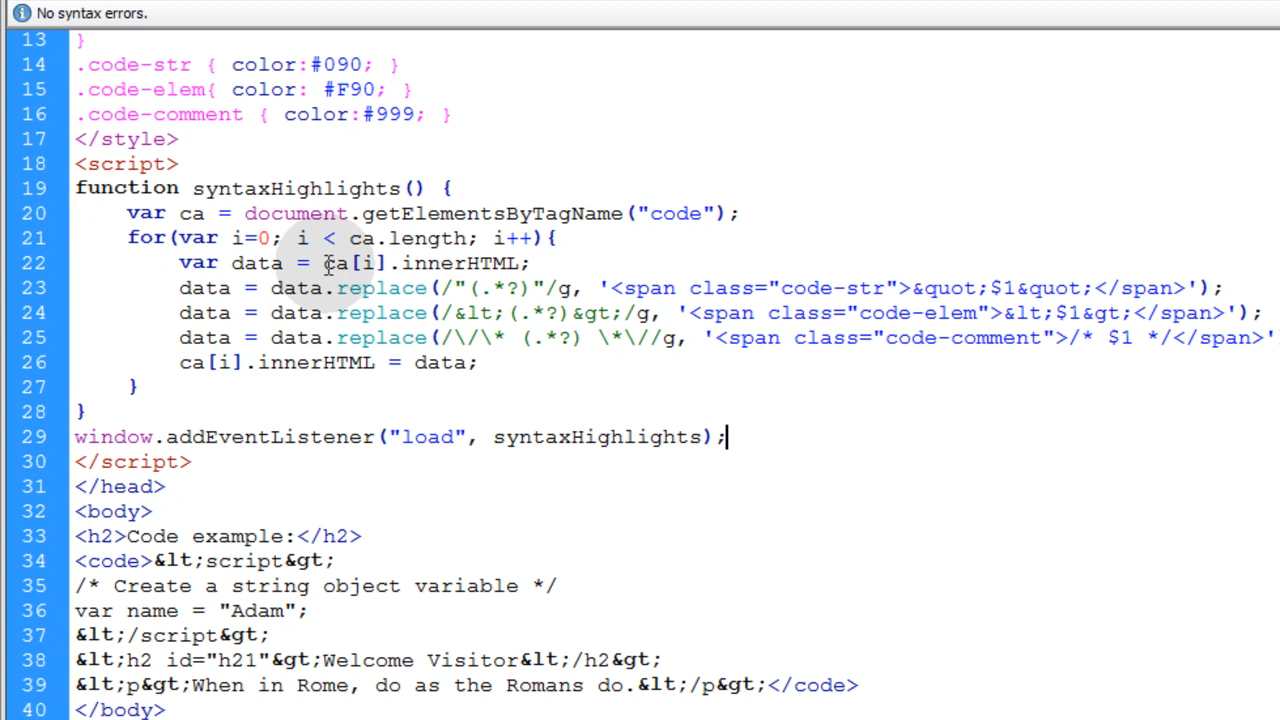 No syntax errors.
13 }
14 .code-str { color:#090; }
15 .code-elem{ color: #F90; }
16 .code-comment { color:#999; }
17 </style>
18 <script>
19 function syntaxHighlights() {
20 var ca = document.getElementsByTagName("code");
21 for(var i=0; i < ca.length; i++){
22 var data = ca[i].innerHTML;
23 data = data.replace(/"(.*?)"/g, '<span class="code-str">&quot;$1&quot;</span>');
24 data = data.replace(/&lt;(.*?)&gt;/g, '<span class="code-elem">&lt;$1&gt;</span>');
25 data = data.replace(/\/\* (.*?) \*\//g, '<span class="code-comment">/* $1 */</span>'
26 ca[i].innerHTML = data;
27 }
28 }
29 window.addEventListener("load", syntaxHighlights);
30 </script>
31 </head>
32 <body>
33 <h2>Code example:</h2>
34 <code>&lt;script&gt;
35 /* Create a string object variable */
36 var name = "Adam";
37 &lt;/script&gt;
38 &lt;h2 id="h21"&gt;Welcome Visitor&lt;/h2&gt;
39 &lt;p&gt;When in Rome, do as the Romans do.&lt;/p&gt;</code>
40 </body>